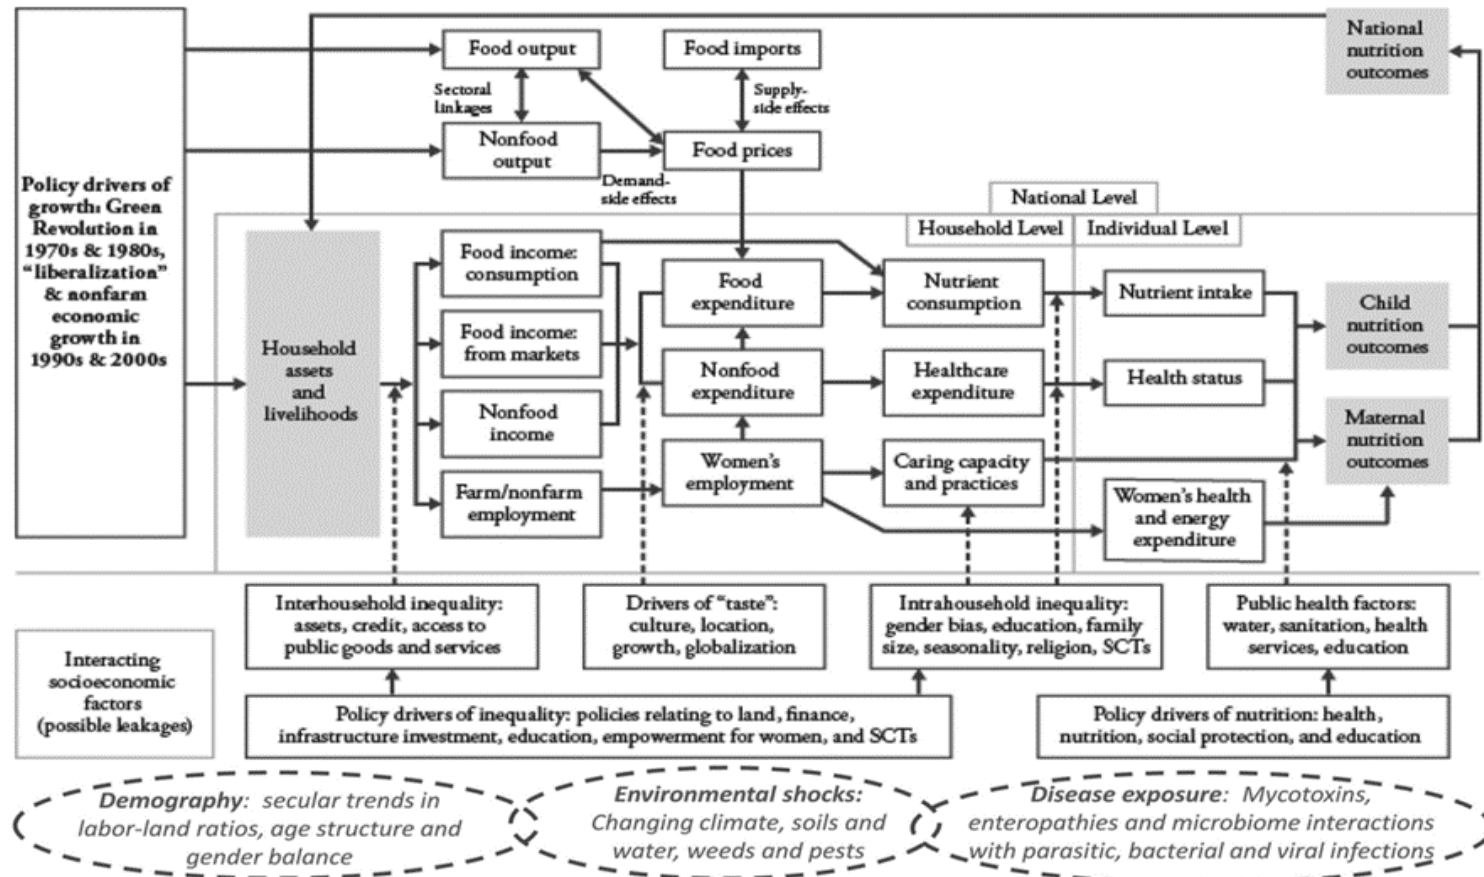 Policy drivers of
growth: Green
Revolution in
1970s & 1980s,
"liberalization"
& nonfarm
economic
growth in
1990s & 2000s
Food output
Food imports
National
nutrition
outcomes
Sectoral
linkages
Supply-
side effects
Nonfood
output
Food prices
Demand-
side effects
National Level
Household Level
Individual Level
Household
assets
and
livelihoods
Food income:
consumption
Food
expenditure
Nutrient
consumption
Nutrient intake
Child
nutrition
outcomes
Food income:
from markets
Nonfood
expenditure
Healthcare
expenditure
Health status
Nonfood
income
Maternal
nutrition
outcomes
Farm/nonfarm
employment
Women's
employment
Caring capacity
and practices
Women's health
and energy
expenditure
Interhousehold inequality:
assets, credit, access to
public goods and services
Drivers of "taste":
culture, location,
growth, globalization
Intrahousehold inequality:
gender bias, education, family
size, seasonality, religion, SCTs
Public health factors:
water, sanitation, health
services, education
Interacting
socioeconomic
factors
(possible leakages)
Policy drivers of inequality: policies relating to land, finance,
infrastructure investment, education, empowerment for women, and SCTs
Policy drivers of nutrition: health,
nutrition, social protection, and education
Demography: secular trends in
labor-land ratios, age structure and
gender balance
Environmental shocks:
Changing climate, soils and
water, weeds and pests
Disease exposure: Mycotoxins,
enteropathies and microbiome interactions
with parasitic, bacterial and viral infections